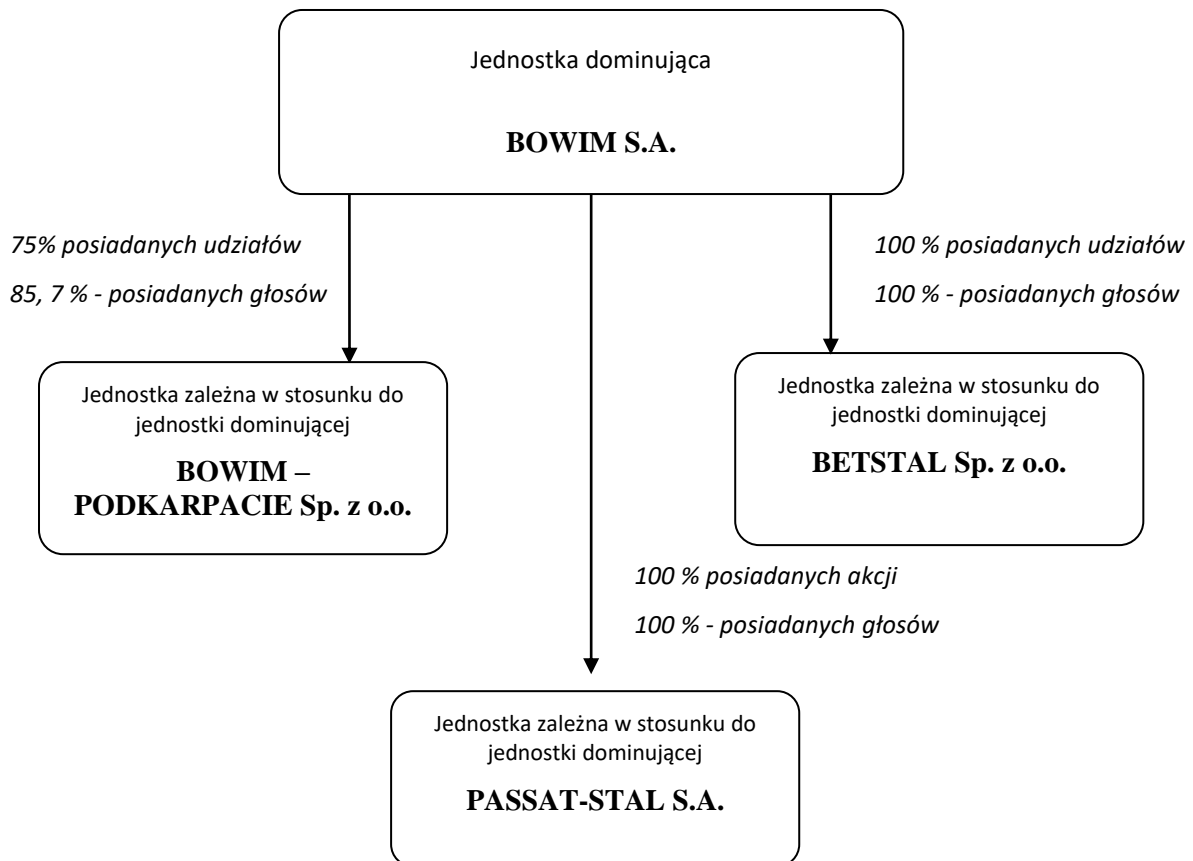 Jednostka dominująca
BOWIM S.A.
75% posiadanych udziałów
85, 7 % - posiadanych głosów
100 % posiadanych udziałów
100 % - posiadanych głosów
Jednostka zależna w stosunku do
jednostki dominującej
BOWIM –
PODKARPACIE Sp. z o.o.
Jednostka zależna w stosunku do
jednostki dominującej
BETSTAL Sp. z o.o.
100 % posiadanych akcji
100 % - posiadanych głosów
Jednostka zależna w stosunku do
jednostki dominującej
PASSAT-STAL S.A.